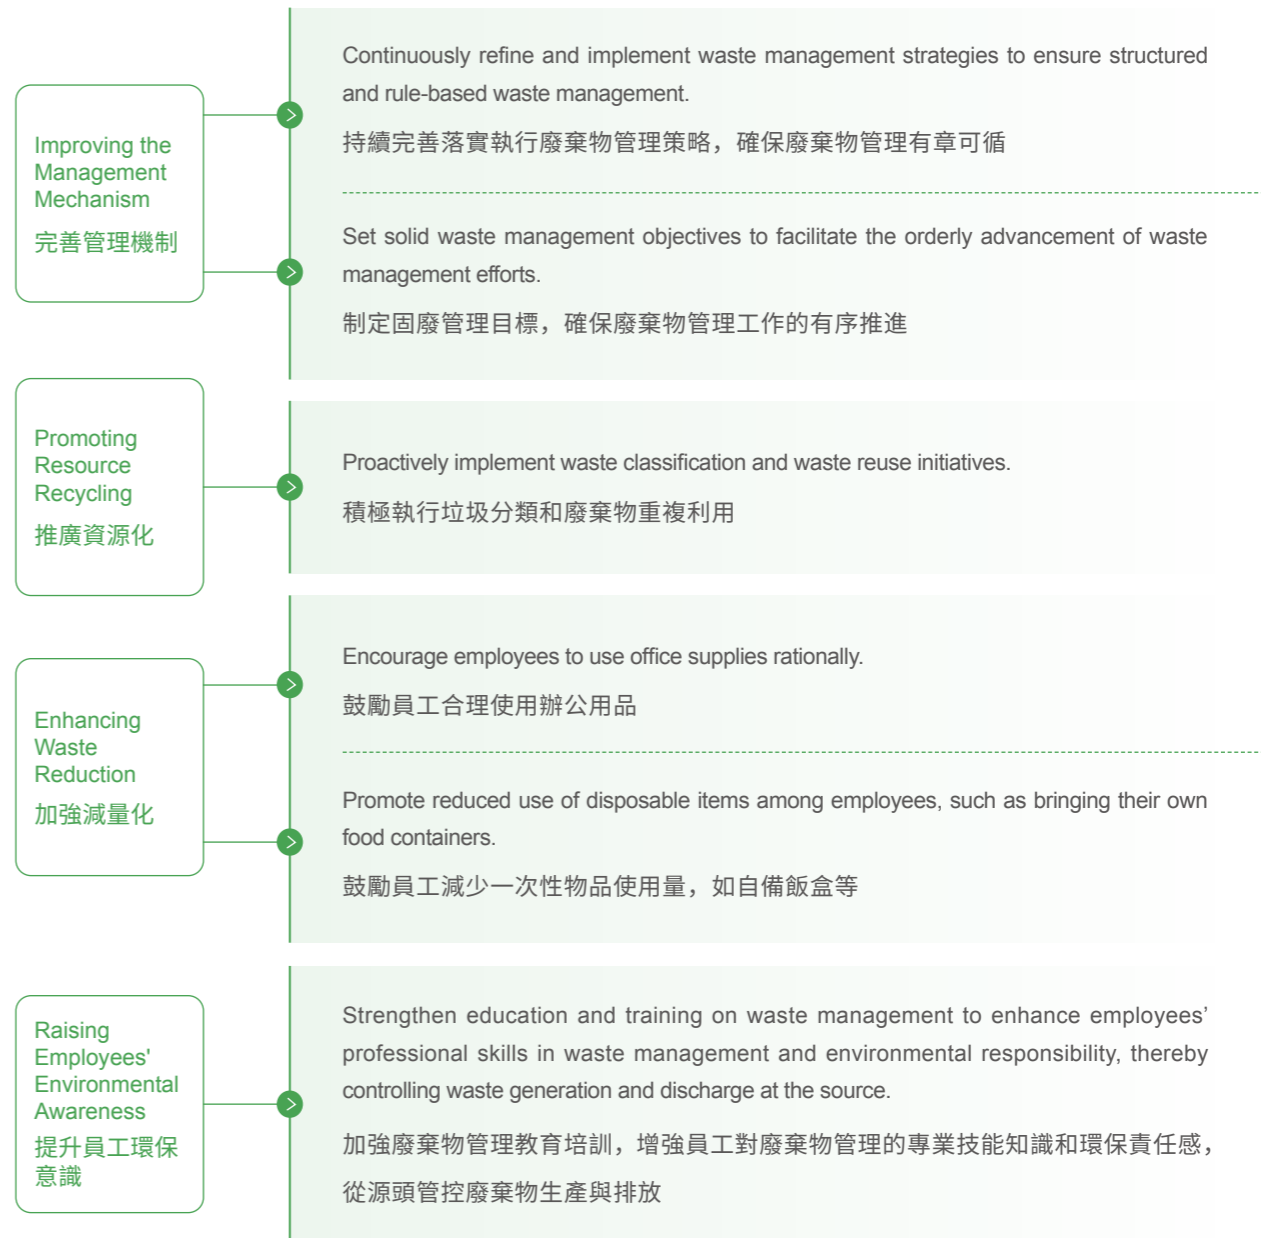 Improving the
Management
Mechanism
完善管理機制
Continuously refine and implement waste management strategies to ensure structured
and rule-based waste management.
持續完善落實執行廢棄物管理策略，確保廢棄物管理有章可循
Set solid waste management objectives to facilitate the orderly advancement of waste
management efforts.
制定固廢管理目標，確保廢棄物管理工作的有序推進
Promoting
Resource
Recycling
推廣資源化
Proactively implement waste classification and waste reuse initiatives.
積極執行垃圾分類和廢棄物重複利用
Enhancing
Waste
Reduction
加強減量化
Encourage employees to use office supplies rationally.
鼓勵員工合理使用辦公用品
Promote reduced use of disposable items among employees, such as bringing their own
food containers.
鼓勵員工減少一次性物品使用量，如自備飯盒等
Raising
Employees'
Environmental
Awareness
提升員工環保
意識
Strengthen education and training on waste management to enhance employees’
professional skills in waste management and environmental responsibility, thereby
controlling waste generation and discharge at the source.
加強廢棄物管理教育培訓，增強員工對廢棄物管理的專業技能知識和環保責任感，
從源頭管控廢棄物生產與排放